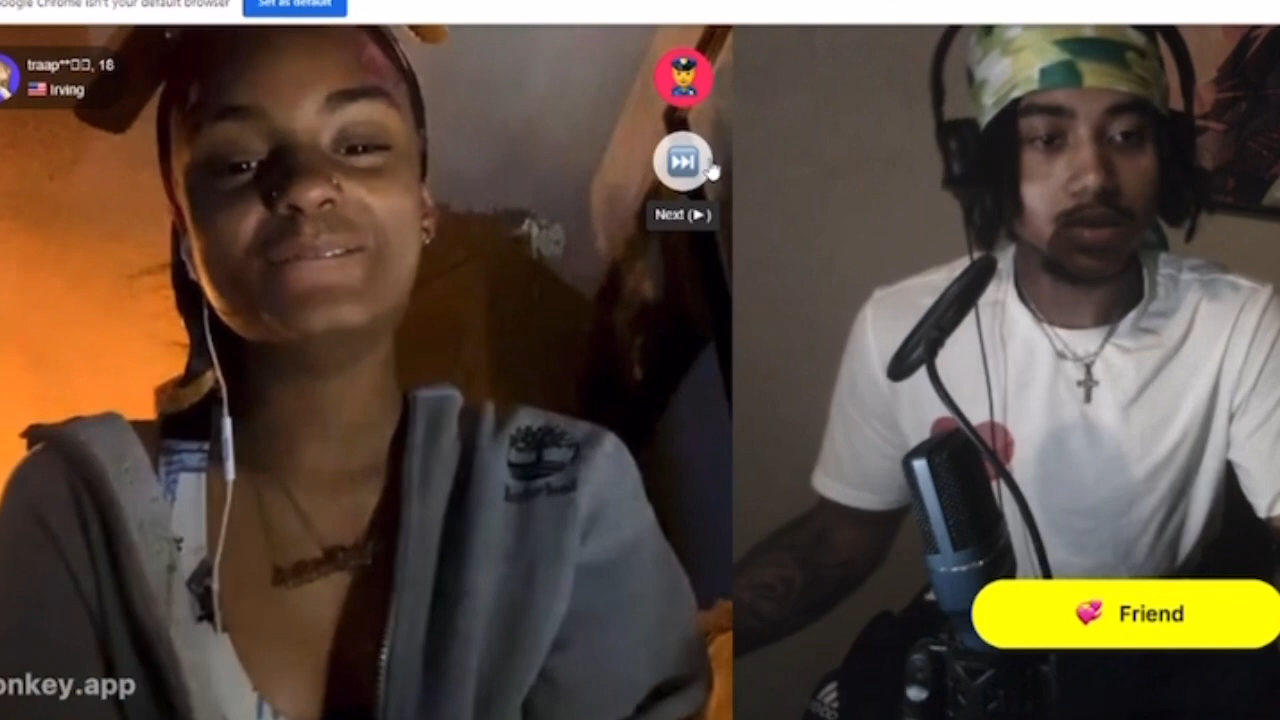 Google Chrome isn't your default browser
Set as default
traap**▯▯, 18
Irving
Next (▶)
Friend
onkey.app